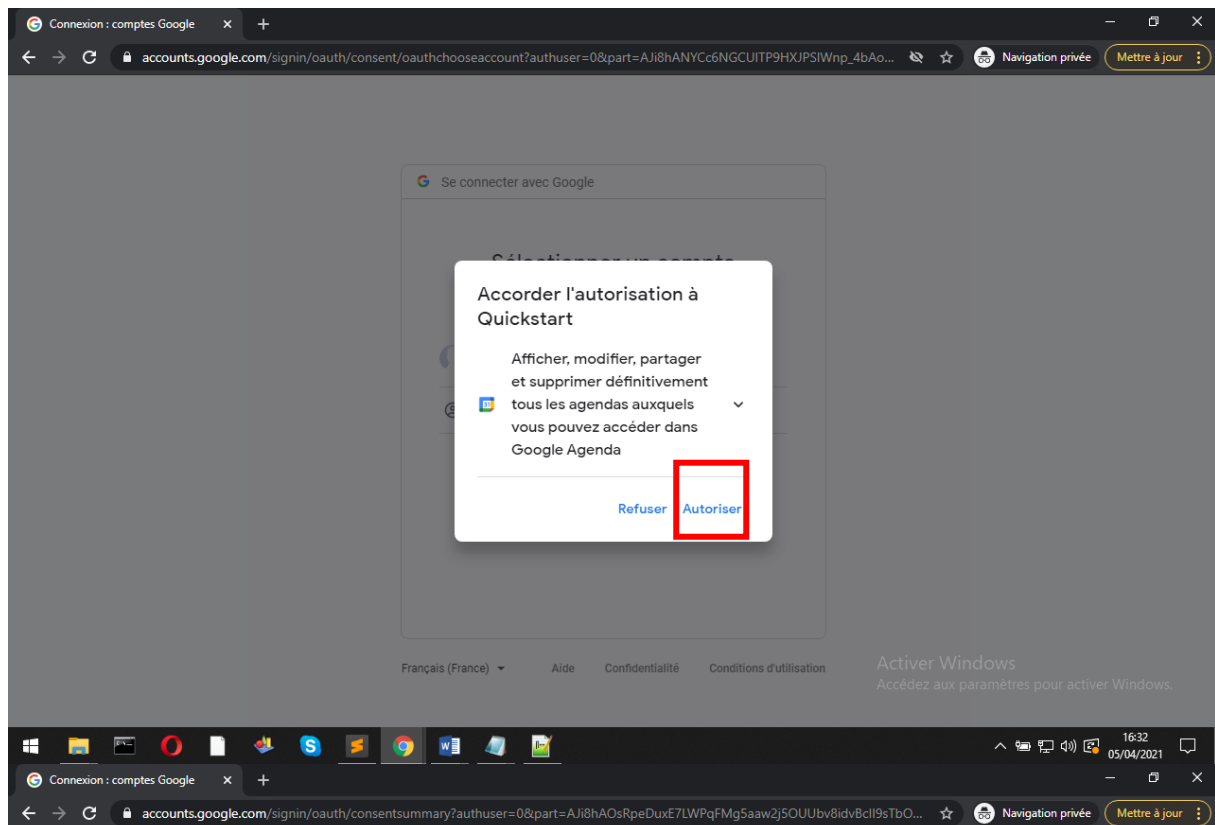 Connexion : comptes Google
accounts.google.com/signin/oauth/consent/oauthchooseaccount?authuser=0&part=AJi8hANYCc6NGCUITP9HXJPSIWnp_4bAo...
Navigation privée
Mettre à jour
Se connecter avec Google
Sélectionner un compte
Accorder l'autorisation à
Quickstart
Afficher, modifier, partager
et supprimer définitivement
tous les agendas auxquels
vous pouvez accéder dans
Google Agenda
Refuser Autoriser
Français (France) Aide Confidentialité Conditions d'utilisation
Activer Windows
Accédez aux paramètres pour activer Windows.
16:32
05/04/2021
Connexion : comptes Google
accounts.google.com/signin/oauth/consentsummary?authuser=0&part=AJi8hAOsRpeDuxE7LWPqFMg5aaw2j5OUUbv8idvBclI9sTbO...
Navigation privée
Mettre à jour